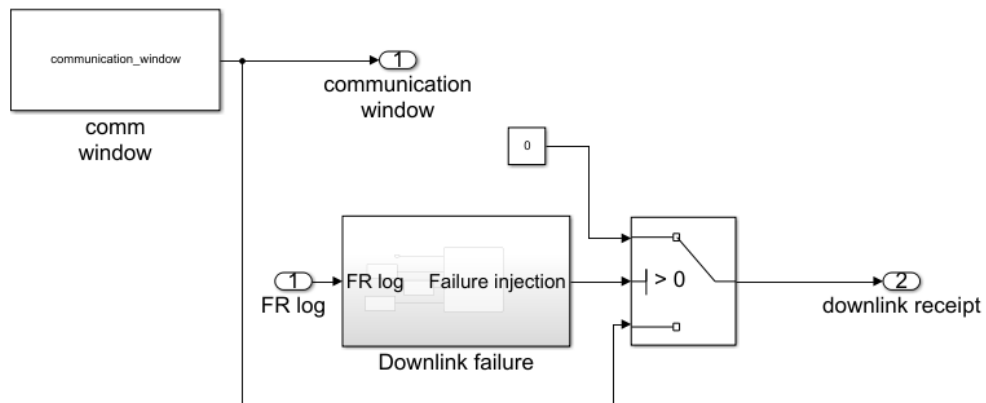 communication_window
comm
window
1
communication
window
0
1
FR log
FR log
Failure injection
Downlink failure
> 0
2
downlink receipt